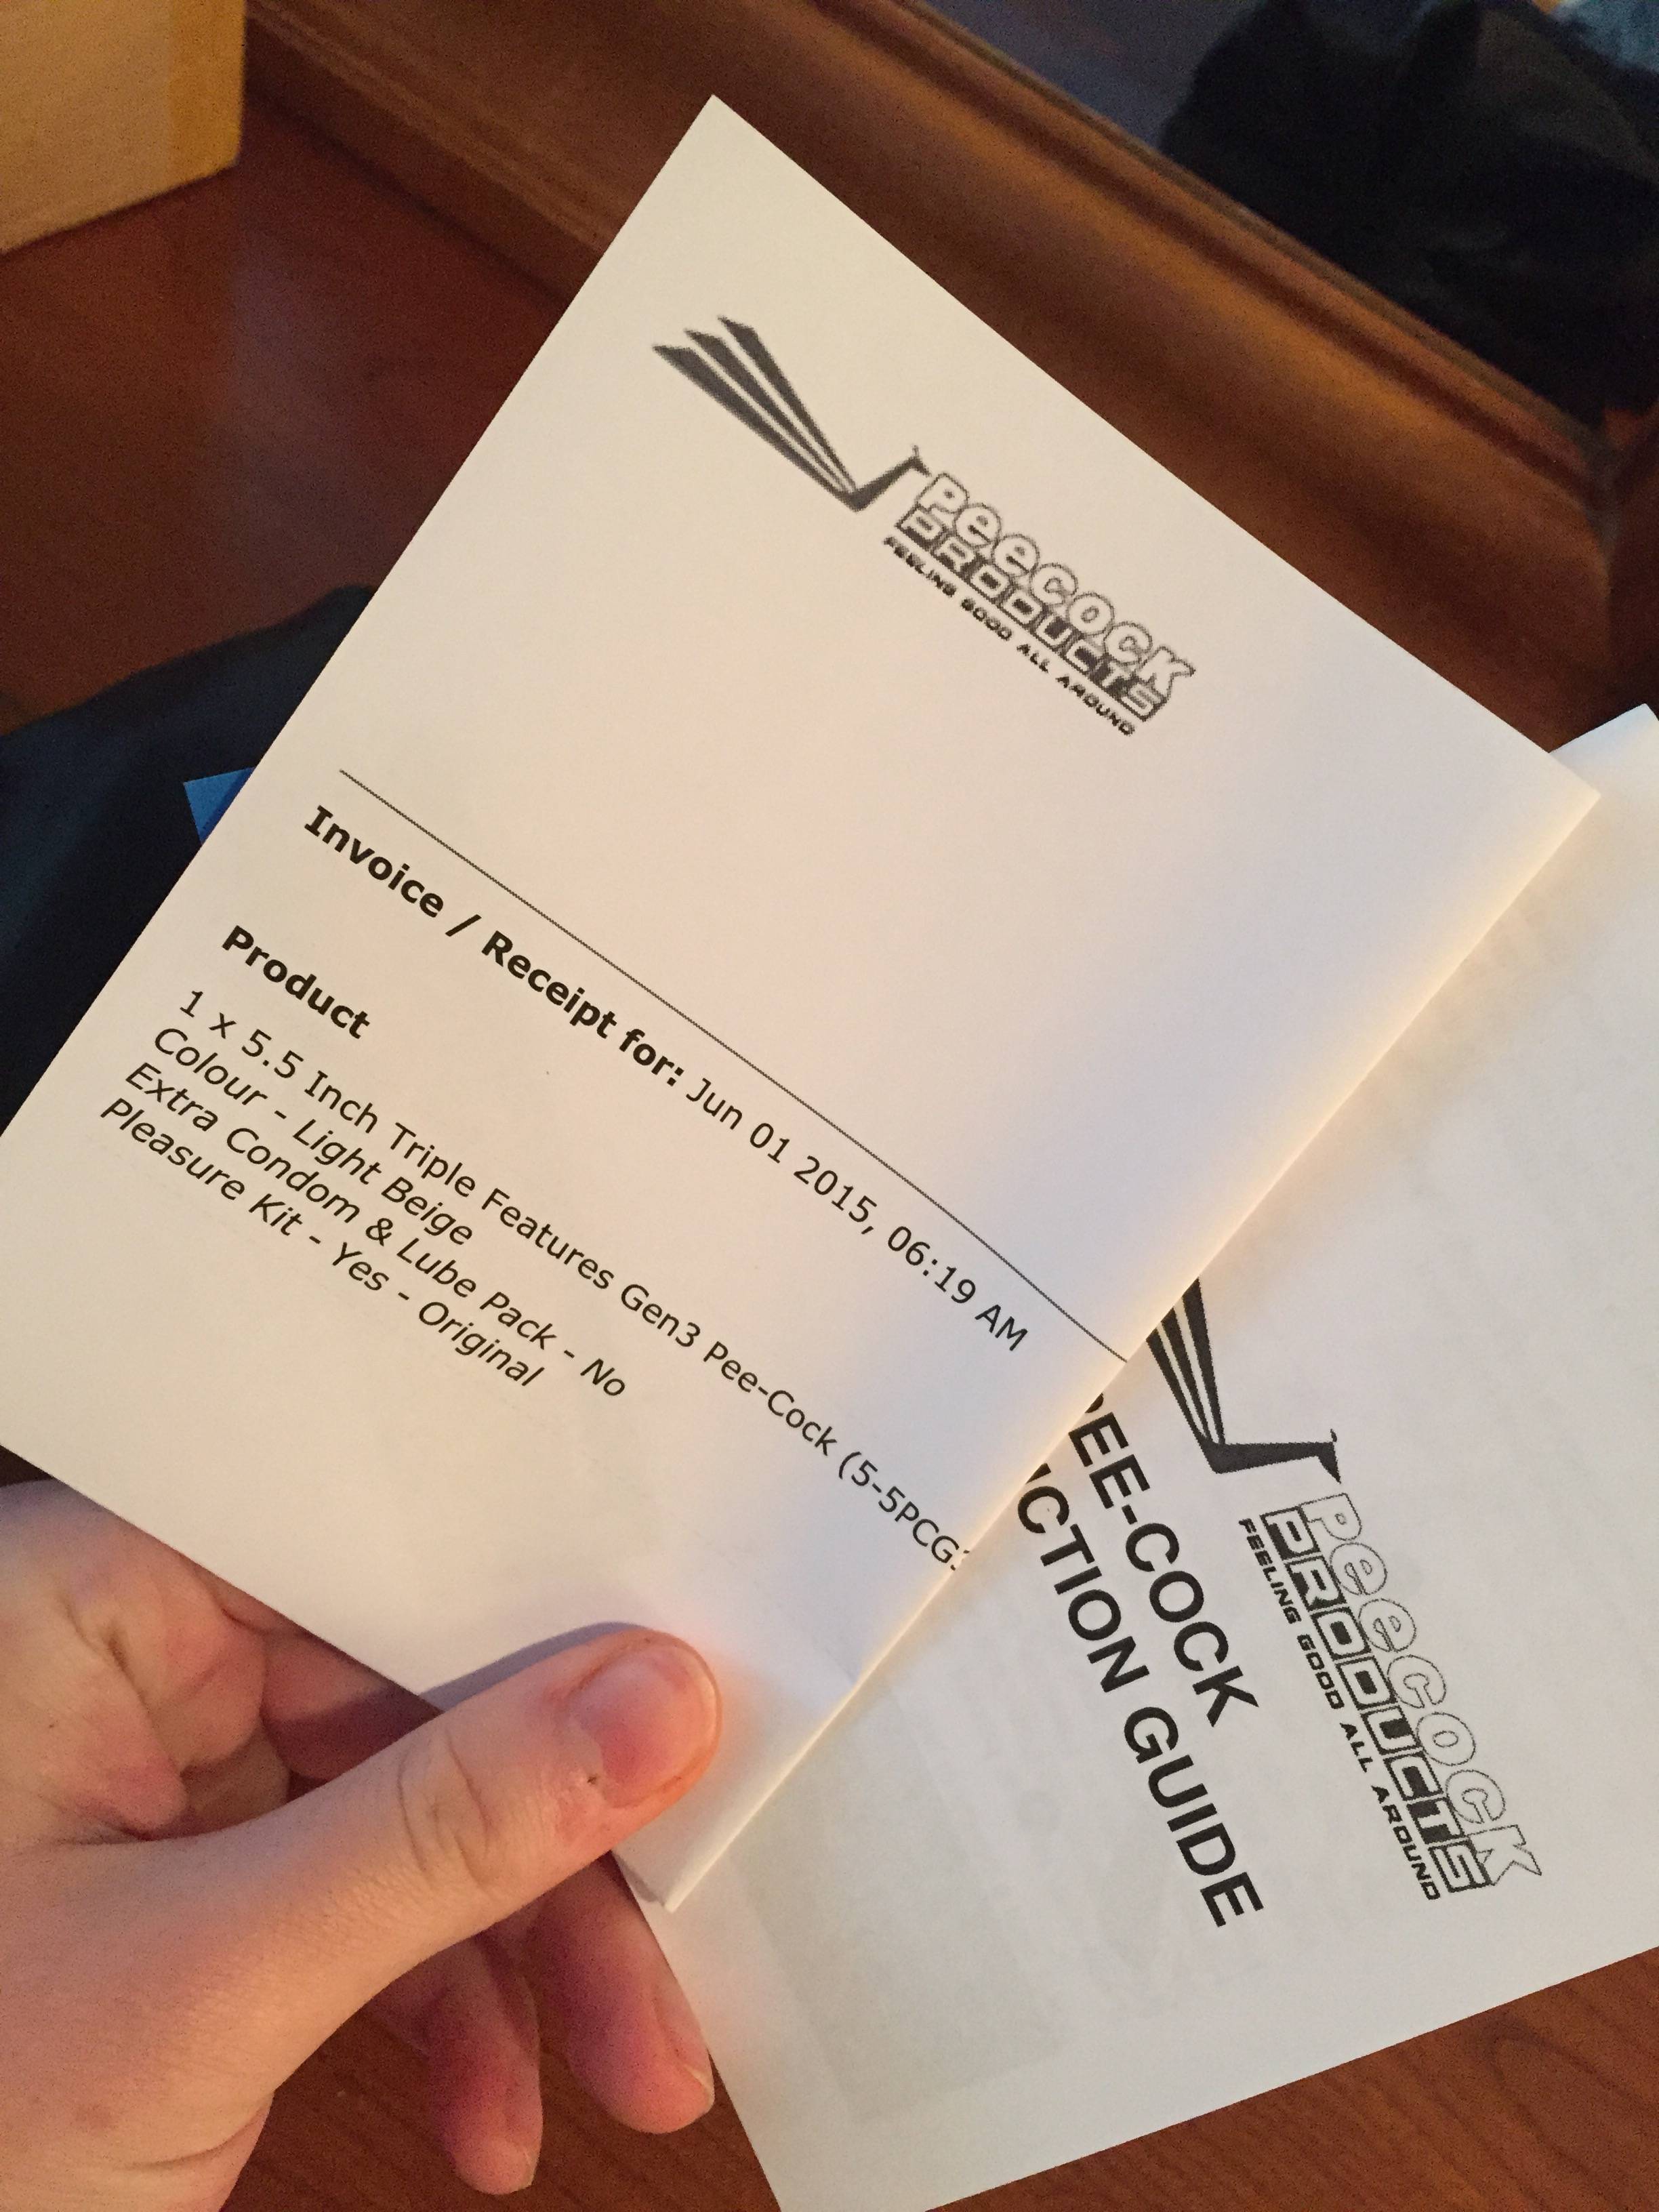 PeeCock
PRODUCTS
FEELING GOOD ALL AROUND
Invoice / Receipt for: Jun 01 2015, 06:19 AM
Product
1 x 5.5 Inch Triple Features Gen3 Pee-Cock (5-5PCG3
Colour - Light Beige
Extra Condom & Lube Pack - No
Pleasure Kit - Yes - Original
PeeCock
PRODUCTS
FEELING GOOD ALL AROUND
PEE-COCK
CTION GUIDE